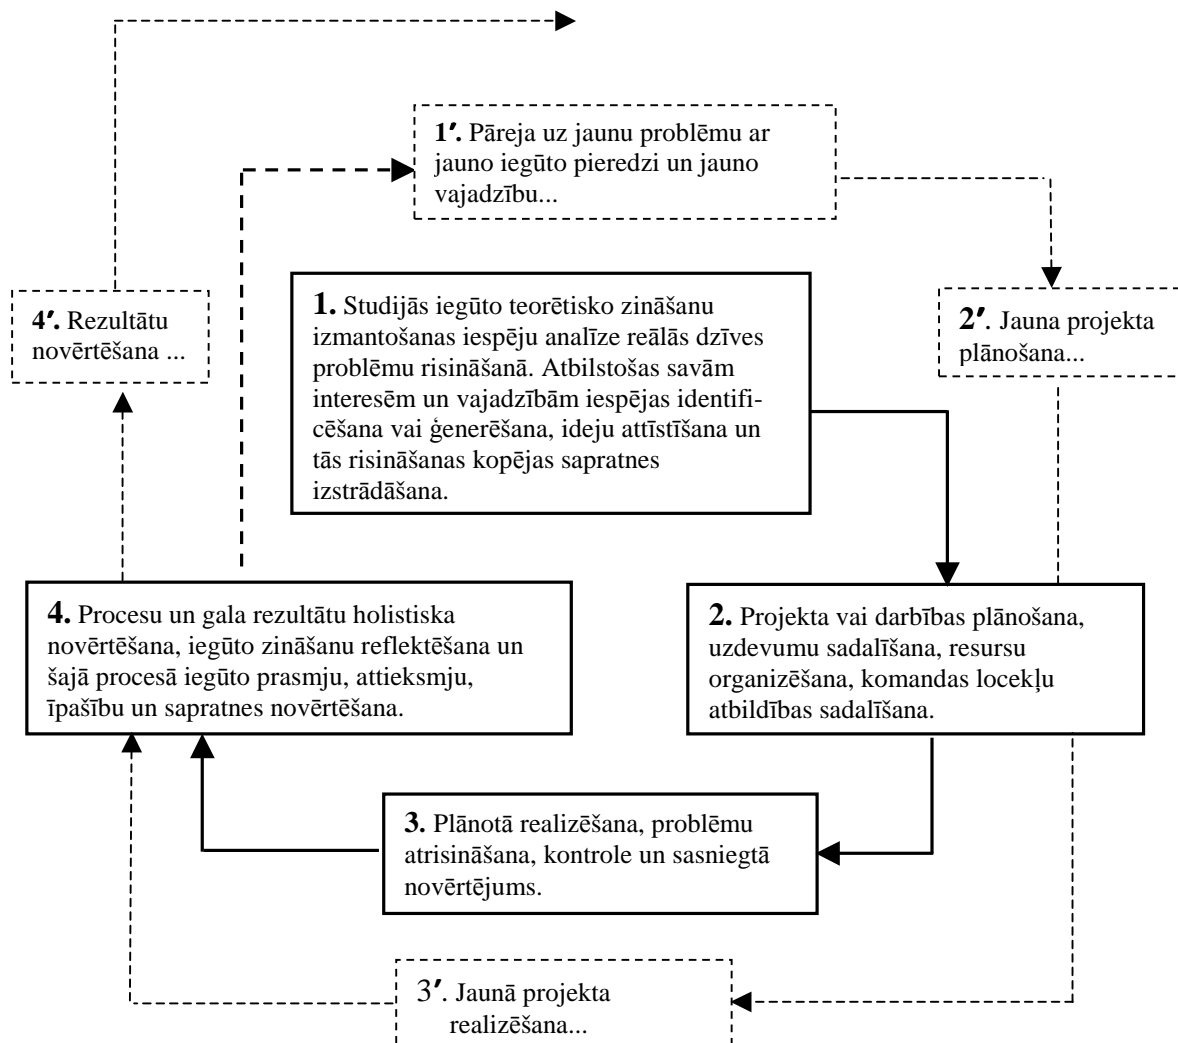 1′. Pāreja uz jaunu problēmu ar
jauno iegūto pieredzi un jauno
vajadzību...
1. Studijās iegūto teorētisko zināšanu
izmantošanas iespēju analīze reālās dzīves
problēmu risināšanā. Atbilstošas savām
interesēm un vajadzībām iespējas identifi-
cēšana vai ģenerēšana, ideju attīstīšana un
tās risināšanas kopējas sapratnes
izstrādāšana.
4′. Rezultātu
novērtēšana ...
2′. Jauna projekta
plānošana...
4. Procesu un gala rezultātu holistiska
novērtēšana, iegūto zināšanu reflektēšana un
šajā procesā iegūto prasmju, attieksmju,
īpašību un sapratnes novērtēšana.
2. Projekta vai darbības plānošana,
uzdevumu sadalīšana, resursu
organizēšana, komandas locekļu
atbildības sadalīšana.
3. Plānotā realizēšana, problēmu
atrisināšana, kontrole un sasniegtā
novērtējums.
3′. Jaunā projekta
realizēšana...